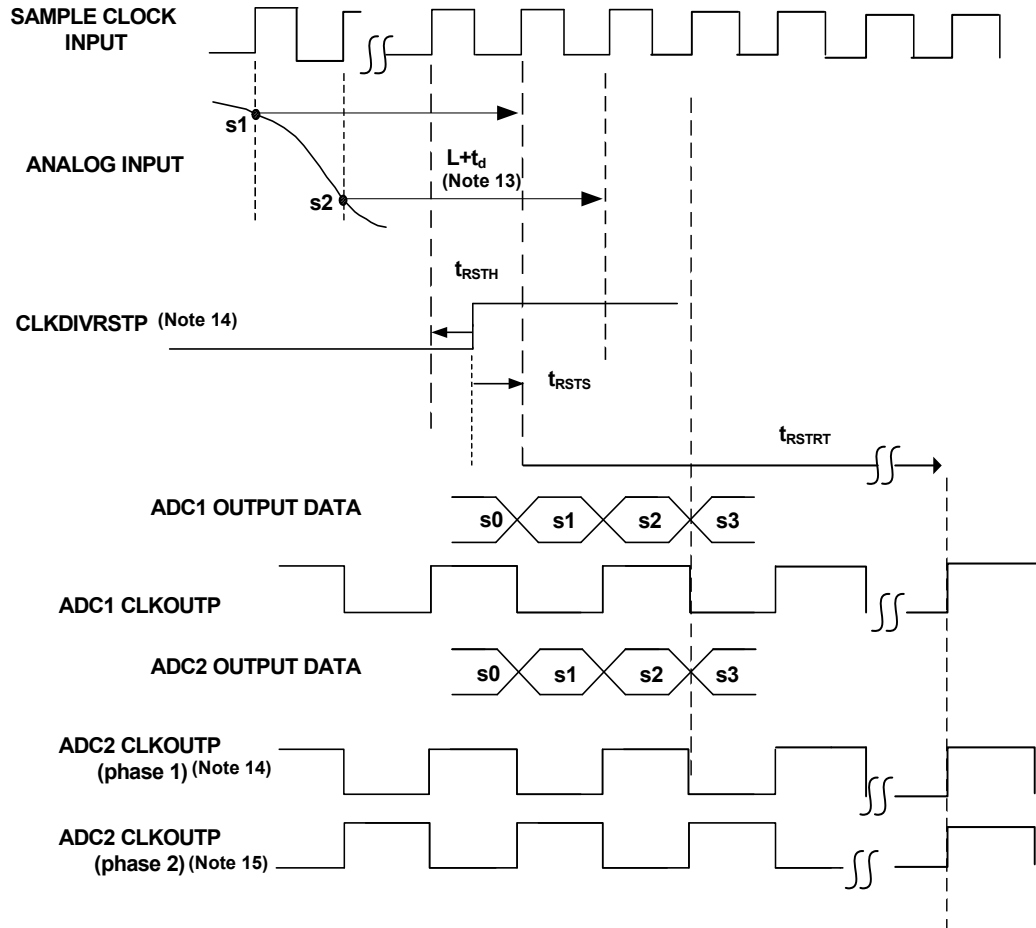 SAMPLE CLOCK
INPUT
s1
ANALOG INPUT
L+td
(Note 13)
s2
tRSTH
CLKDIVRSTP (Note 14)
tRSTS
tRSTRT
ADC1 OUTPUT DATA
s0 s1 s2 s3
ADC1 CLKOUTP
ADC2 OUTPUT DATA
s0 s1 s2 s3
ADC2 CLKOUTP
(phase 1) (Note 14)
ADC2 CLKOUTP
(phase 2) (Note 15)